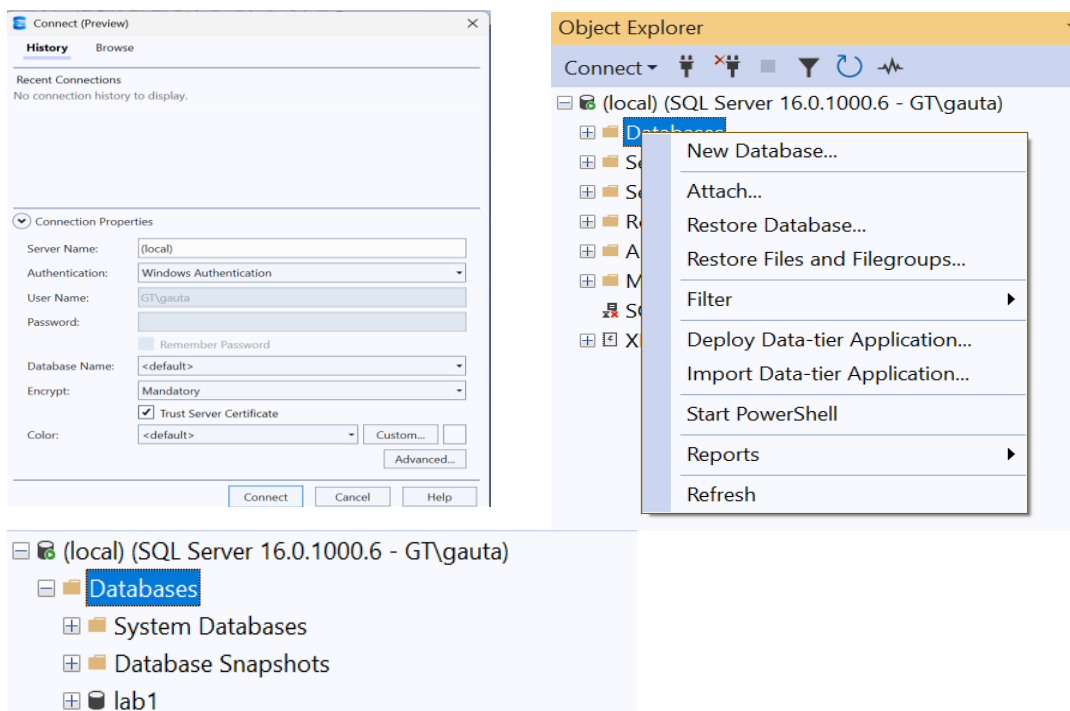 Connect (Preview)
History Browse
Recent Connections
No connection history to display.
Connection Properties
Server Name: (local)
Authentication: Windows Authentication
User Name: GT\gauta
Password:
Remember Password
Database Name: <default>
Encrypt: Mandatory
Trust Server Certificate
Color: <default> Custom...
Advanced...
Connect Cancel Help
Object Explorer
Connect
(local) (SQL Server 16.0.1000.6 - GT\gauta)
Databases
New Database...
Attach...
Restore Database...
Restore Files and Filegroups...
Filter
Deploy Data-tier Application...
Import Data-tier Application...
Start PowerShell
Reports
Refresh
(local) (SQL Server 16.0.1000.6 - GT\gauta)
Databases
System Databases
Database Snapshots
lab1